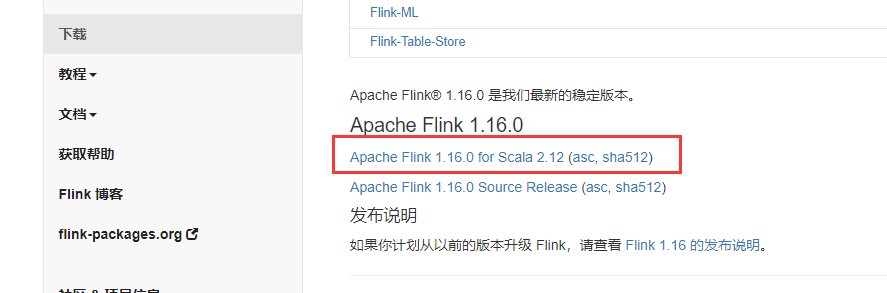 下载
教程
文档
获取帮助
Flink 博客
flink-packages.org
Flink-ML
Flink-Table-Store
Apache Flink® 1.16.0 是我们最新的稳定版本。
Apache Flink 1.16.0
Apache Flink 1.16.0 for Scala 2.12 (asc, sha512)
Apache Flink 1.16.0 Source Release (asc, sha512)
发布说明
如果你计划从以前的版本升级 Flink，请查看 Flink 1.16 的发布说明。